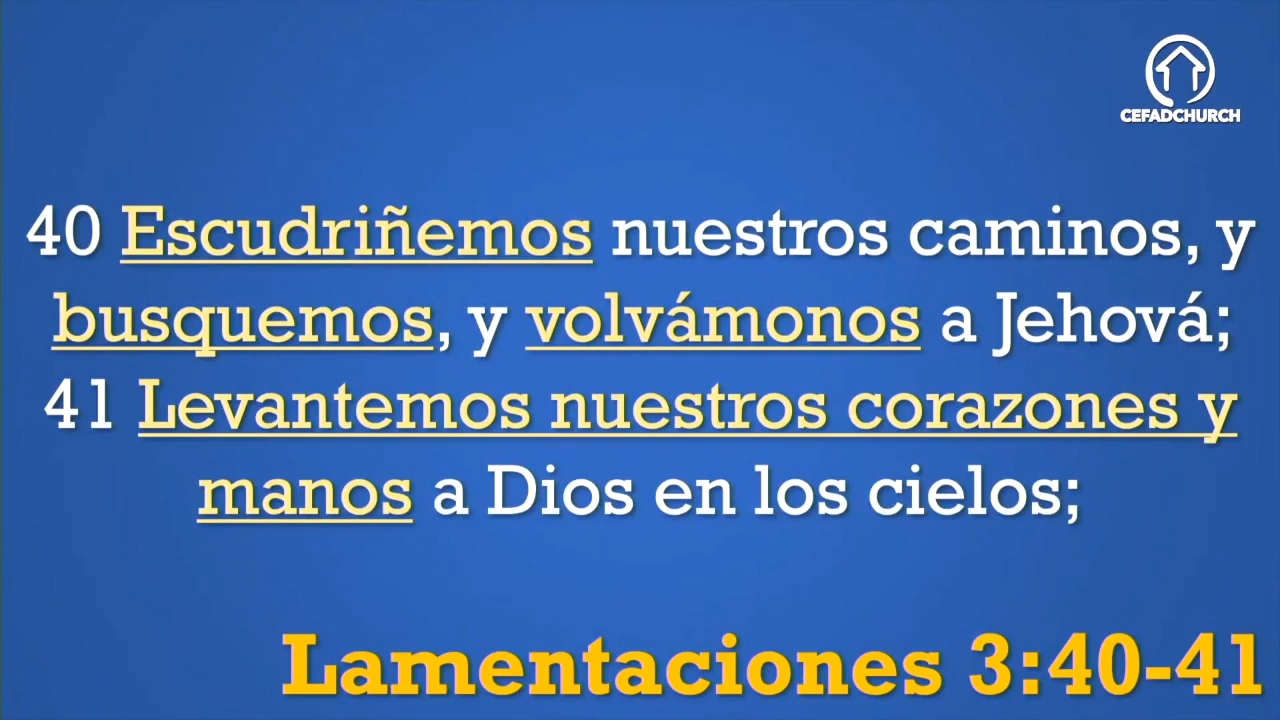 CEFADCHURCH
40 Escudriñemos nuestros caminos, y
busquemos, y volvámonos a Jehová;
41 Levantemos nuestros corazones y
manos a Dios en los cielos;
Lamentaciones 3:40-41